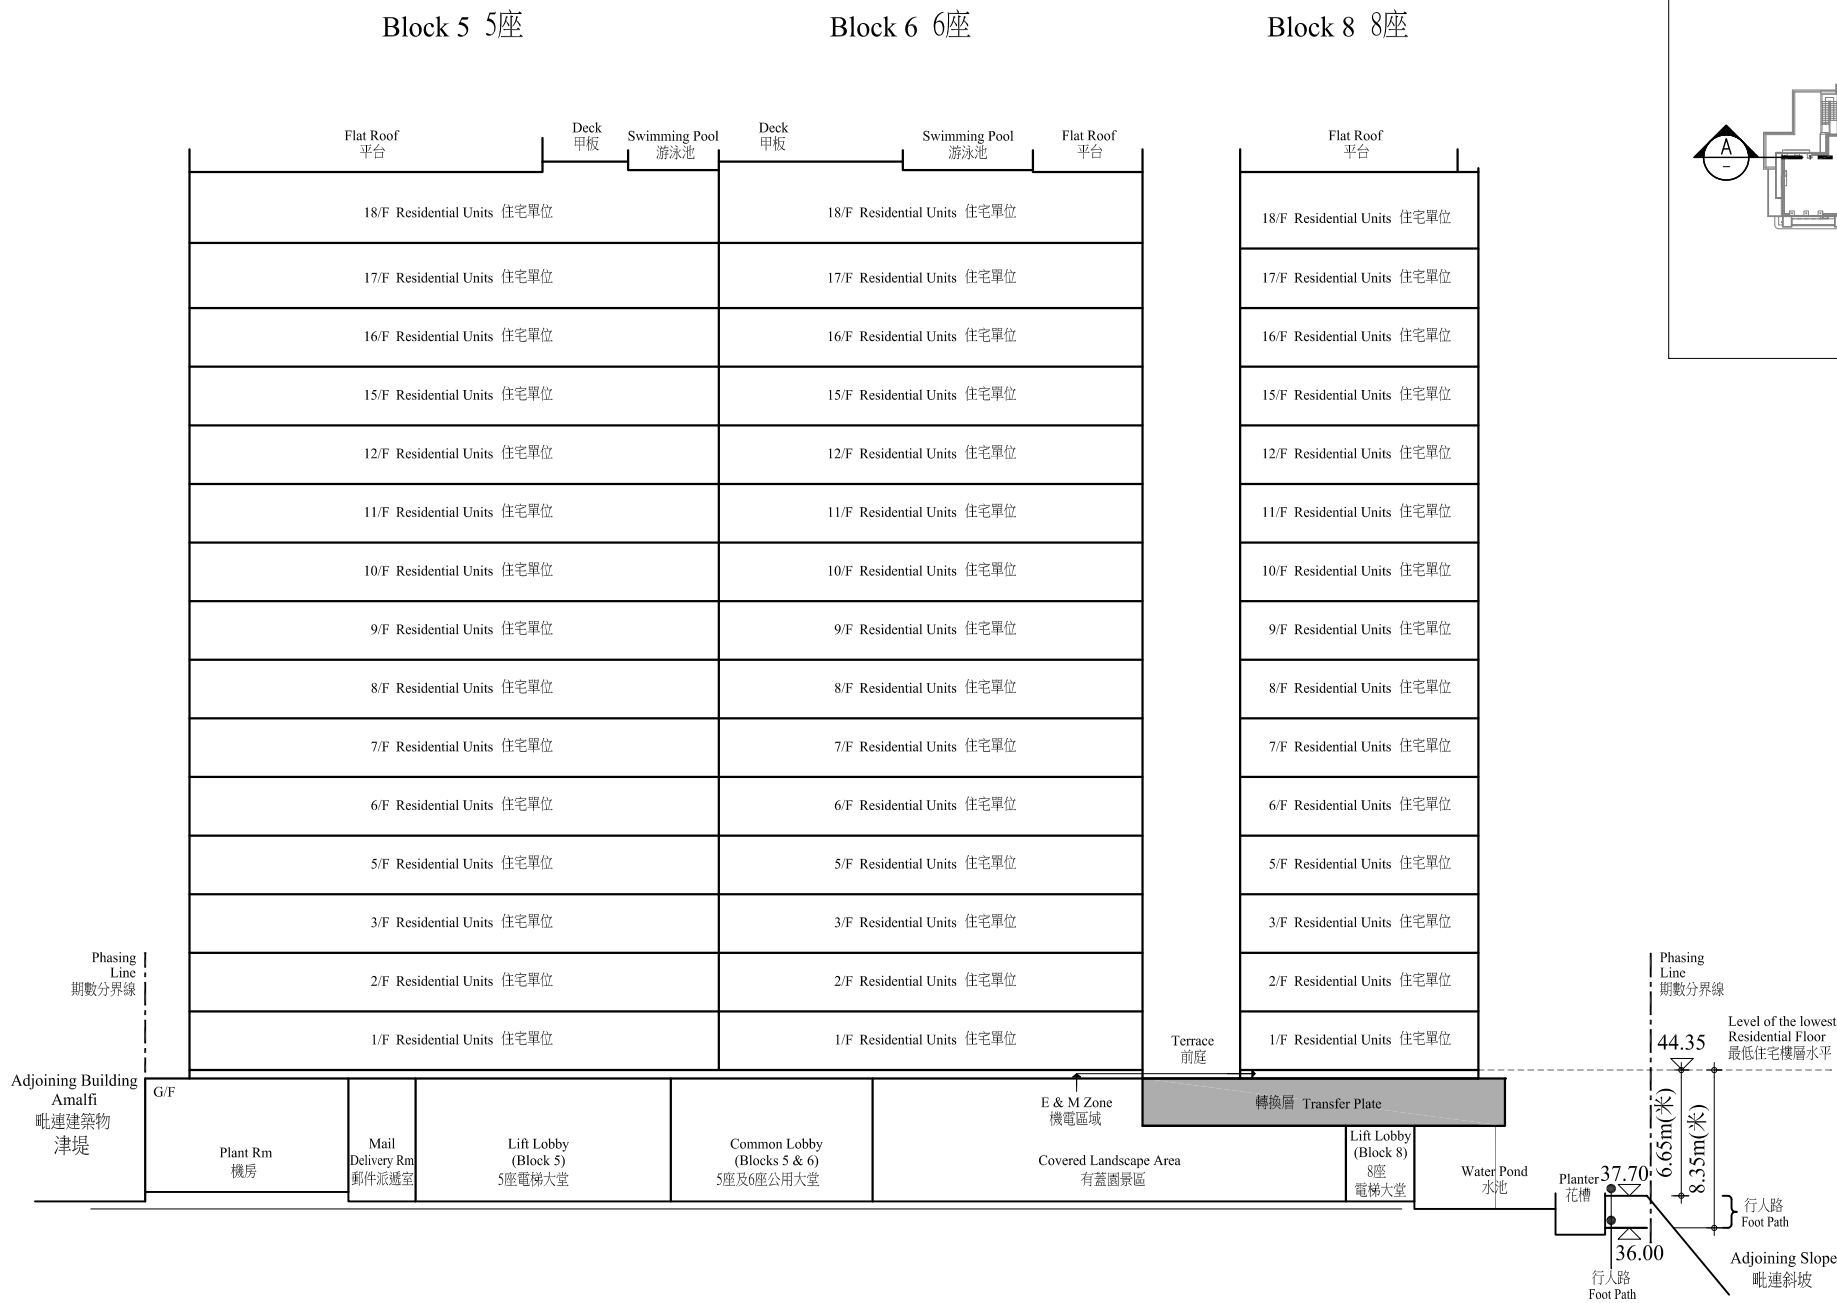 Block 5 5座
Block 6 6座
Block 8 8座
Flat Roof
平台
Deck
甲板
Swimming Pool
游泳池
Deck
甲板
Swimming Pool
游泳池
Flat Roof
平台
Flat Roof
平台
A
–
18/F Residential Units 住宅單位
18/F Residential Units 住宅單位
18/F Residential Units 住宅單位
17/F Residential Units 住宅單位
17/F Residential Units 住宅單位
17/F Residential Units 住宅單位
16/F Residential Units 住宅單位
16/F Residential Units 住宅單位
16/F Residential Units 住宅單位
15/F Residential Units 住宅單位
15/F Residential Units 住宅單位
15/F Residential Units 住宅單位
12/F Residential Units 住宅單位
12/F Residential Units 住宅單位
12/F Residential Units 住宅單位
11/F Residential Units 住宅單位
11/F Residential Units 住宅單位
11/F Residential Units 住宅單位
10/F Residential Units 住宅單位
10/F Residential Units 住宅單位
10/F Residential Units 住宅單位
9/F Residential Units 住宅單位
9/F Residential Units 住宅單位
9/F Residential Units 住宅單位
8/F Residential Units 住宅單位
8/F Residential Units 住宅單位
8/F Residential Units 住宅單位
7/F Residential Units 住宅單位
7/F Residential Units 住宅單位
7/F Residential Units 住宅單位
6/F Residential Units 住宅單位
6/F Residential Units 住宅單位
6/F Residential Units 住宅單位
5/F Residential Units 住宅單位
5/F Residential Units 住宅單位
5/F Residential Units 住宅單位
3/F Residential Units 住宅單位
3/F Residential Units 住宅單位
3/F Residential Units 住宅單位
2/F Residential Units 住宅單位
2/F Residential Units 住宅單位
2/F Residential Units 住宅單位
1/F Residential Units 住宅單位
1/F Residential Units 住宅單位
1/F Residential Units 住宅單位
Phasing
Line
期數分界線
Phasing
Line
期數分界線
Terrace
前庭
44.35
Level of the lowest
Residential Floor
最低住宅樓層水平
Adjoining Building
Amalfi
毗連建築物
津堤
G/F
Plant Rm
機房
Mail
Delivery Rm
郵件派遞室
Lift Lobby
(Block 5)
5座電梯大堂
Common Lobby
(Blocks 5 & 6)
5座及6座公用大堂
E & M Zone
機電區域
Covered Landscape Area
有蓋園景區
轉換層 Transfer Plate
Lift Lobby
(Block 8)
8座
電梯大堂
Water Pond
水池
Planter
花槽
37.70
6.65m(米)
8.35m(米)
行人路
Foot Path
36.00
行人路
Foot Path
Adjoining Slope
毗連斜坡